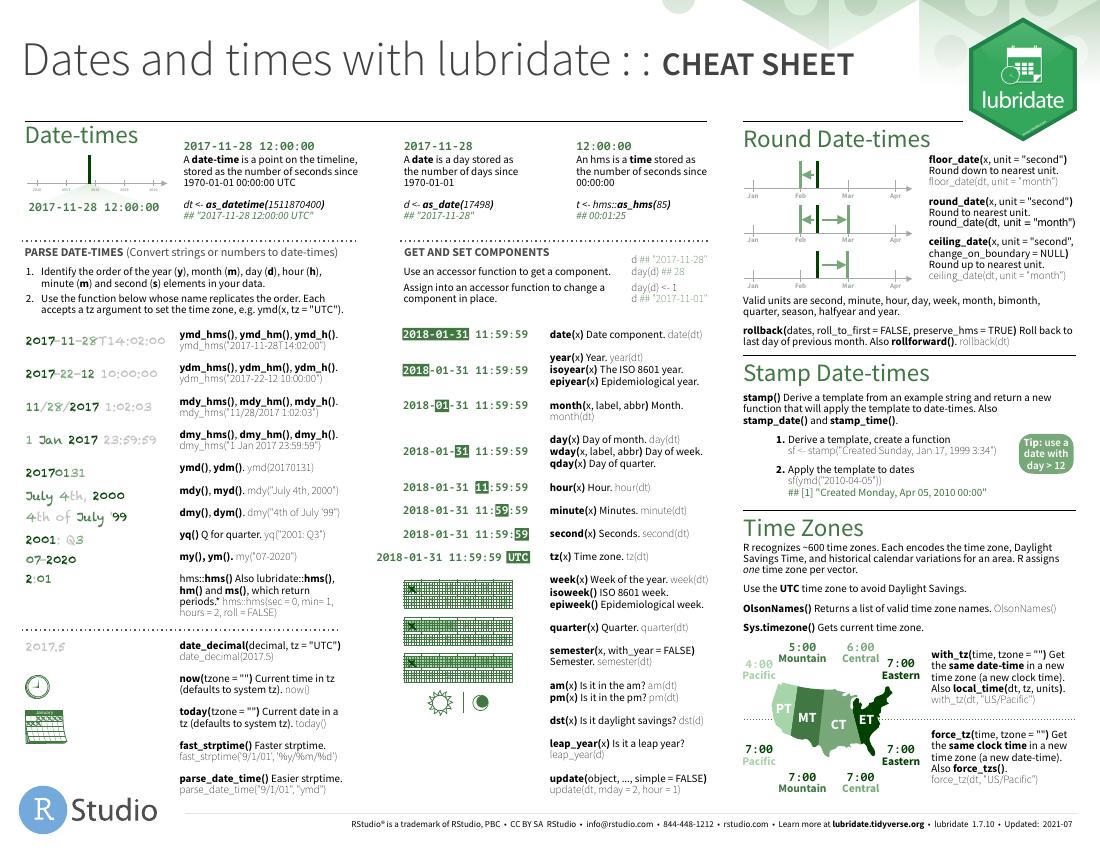 Dates and times with lubridate : : CHEAT SHEET
lubridate
Date-times
2017-11-28 12:00:00
2017-11-28 12:00:00
A date-time is a point on the timeline,
stored as the number of seconds since
1970-01-01 00:00:00 UTC
dt <- as_datetime(1511870400)
## "2017-11-28 12:00:00 UTC"
2017-11-28
A date is a day stored as
the number of days since
1970-01-01
d <- as_date(17498)
## "2017-11-28"
12:00:00
An hms is a time stored as
the number of seconds since
00:00:00
t <- hms::as_hms(85)
## 00:01:25
PARSE DATE-TIMES (Convert strings or numbers to date-times)
1. Identify the order of the year (y), month (m), day (d), hour (h),
minute (m) and second (s) elements in your data.
2. Use the function below whose name replicates the order. Each
accepts a tz argument to set the time zone, e.g. ymd(x, tz = "UTC").
2017-11-28T14:02:00
ymd_hms(), ymd_hm(), ymd_h().
ymd_hms("2017-11-28T14:02:00")
2017-22-12 10:00:00
ydm_hms(), ydm_hm(), ydm_h().
ydm_hms("2017-22-12 10:00:00")
11/28/2017 1:02:03
mdy_hms(), mdy_hm(), mdy_h().
mdy_hms("11/28/2017 1:02:03")
1 Jan 2017 23:59:59
dmy_hms(), dmy_hm(), dmy_h().
dmy_hms("1 Jan 2017 23:59:59")
20170131
ymd(), ydm(). ymd(20170131)
July 4th, 2000
mdy(), myd(). mdy("July 4th, 2000")
4th of July '99
dmy(), dym(). dmy("4th of July '99")
2001: Q3
yq() Q for quarter. yq("2001: Q3")
07-2020
my(), ym(). my("07-2020")
2:01
hms::hms() Also lubridate::hms(),
hm() and ms(), which return
periods.* hms::hms(sec = 0, min= 1,
hours = 2, roll = FALSE)
2017.5
date_decimal(decimal, tz = "UTC")
date_decimal(2017.5)
now(tzone = "") Current time in tz
(defaults to system tz). now()
January
today(tzone = "") Current date in a
tz (defaults to system tz). today()
fast_strptime() Faster strptime.
fast_strptime('9/1/01', '%y/%m/%d')
parse_date_time() Easier strptime.
parse_date_time("9/1/01", "ymd")
GET AND SET COMPONENTS
Use an accessor function to get a component.
Assign into an accessor function to change a
component in place.
d ## "2017-11-28"
day(d) ## 28
day(d) <- 1
d ## "2017-11-01"
2018-01-31 11:59:59
date(x) Date component. date(dt)
2018-01-31 11:59:59
year(x) Year. year(dt)
isoyear(x) The ISO 8601 year.
epiyear(x) Epidemiological year.
2018-01-31 11:59:59
month(x, label, abbr) Month.
month(dt)
2018-01-31 11:59:59
day(x) Day of month. day(dt)
wday(x, label, abbr) Day of week.
qday(x) Day of quarter.
2018-01-31 11:59:59
hour(x) Hour. hour(dt)
2018-01-31 11:59:59
minute(x) Minutes. minute(dt)
2018-01-31 11:59:59
second(x) Seconds. second(dt)
2018-01-31 11:59:59 UTC
tz(x) Time zone. tz(dt)
week(x) Week of the year. week(dt)
isoweek() ISO 8601 week.
epiweek() Epidemiological week.
quarter(x) Quarter. quarter(dt)
semester(x, with_year = FALSE)
Semester. semester(dt)
am(x) Is it in the am? am(dt)
pm(x) Is it in the pm? pm(dt)
dst(x) Is it daylight savings? dst(d)
leap_year(x) Is it a leap year?
leap_year(d)
update(object, ..., simple = FALSE)
update(dt, mday = 2, hour = 1)
Round Date-times
Jan Feb Mar Apr
floor_date(x, unit = "second")
Round down to nearest unit.
floor_date(dt, unit = "month")
Jan Feb Mar Apr
round_date(x, unit = "second")
Round to nearest unit.
round_date(dt, unit = "month")
Jan Feb Mar Apr
ceiling_date(x, unit = "second",
change_on_boundary = NULL)
Round up to nearest unit.
ceiling_date(dt, unit = "month")
Valid units are second, minute, hour, day, week, month, bimonth,
quarter, season, halfyear and year.
rollback(dates, roll_to_first = FALSE, preserve_hms = TRUE) Roll back to
last day of previous month. Also rollforward(). rollback(dt)
Stamp Date-times
stamp() Derive a template from an example string and return a new
function that will apply the template to date-times. Also
stamp_date() and stamp_time().
1. Derive a template, create a function
sf <- stamp("Created Sunday, Jan 17, 1999 3:34")
2. Apply the template to dates
sf(ymd("2010-04-05"))
## [1] "Created Monday, Apr 05, 2010 00:00"
Tip: use a
date with
day > 12
Time Zones
R recognizes ~600 time zones. Each encodes the time zone, Daylight
Savings Time, and historical calendar variations for an area. R assigns
one time zone per vector.
Use the UTC time zone to avoid Daylight Savings.
OlsonNames() Returns a list of valid time zone names. OlsonNames()
Sys.timezone() Gets current time zone.
4:00
Pacific
5:00
Mountain
6:00
Central
7:00
Eastern
PT
MT
CT
ET
7:00
Pacific
7:00
Mountain
7:00
Central
7:00
Eastern
with_tz(time, tzone = "") Get
the same date-time in a new
time zone (a new clock time).
Also local_time(dt, tz, units).
with_tz(dt, "US/Pacific")
force_tz(time, tzone = "") Get
the same clock time in a new
time zone (a new date-time).
Also force_tzs().
force_tz(dt, "US/Pacific")
R Studio
RStudio® is a trademark of RStudio, PBC • CC BY SA RStudio • info@rstudio.com • 844-448-1212 • rstudio.com • Learn more at lubridate.tidyverse.org • lubridate 1.7.10 • Updated: 2021-07